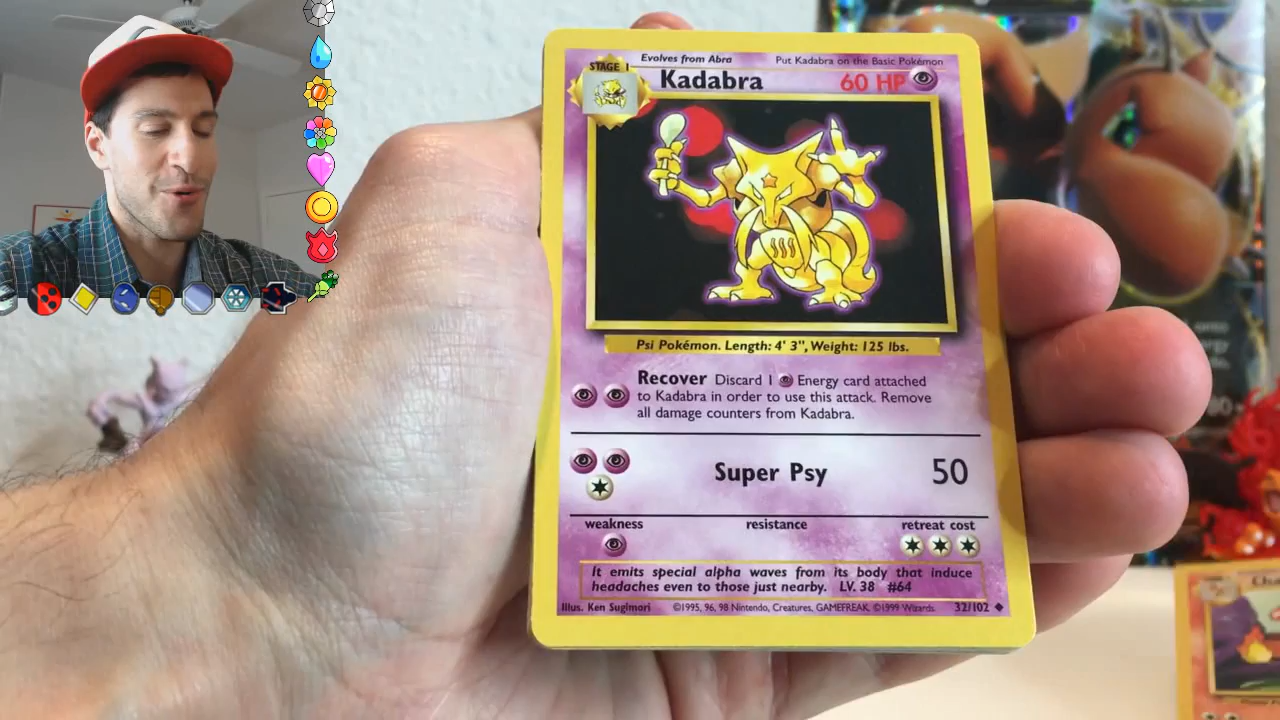 Evolves from Abra Put Kadabra on the Basic Pokémon
STAGE 1 Kadabra 60 HP
Psi Pokémon. Length: 4' 3", Weight: 125 lbs.
Recover Discard 1 Energy card attached
to Kadabra in order to use this attack. Remove
all damage counters from Kadabra.
Super Psy 50
weakness resistance retreat cost
It emits special alpha waves from its body that induce
headaches even to those just nearby. LV. 38 #64
Illus. Ken Sugimori ©1995, 96, 98 Nintendo, Creatures, GAMEFREAK. ©1999 Wizards. 32/102